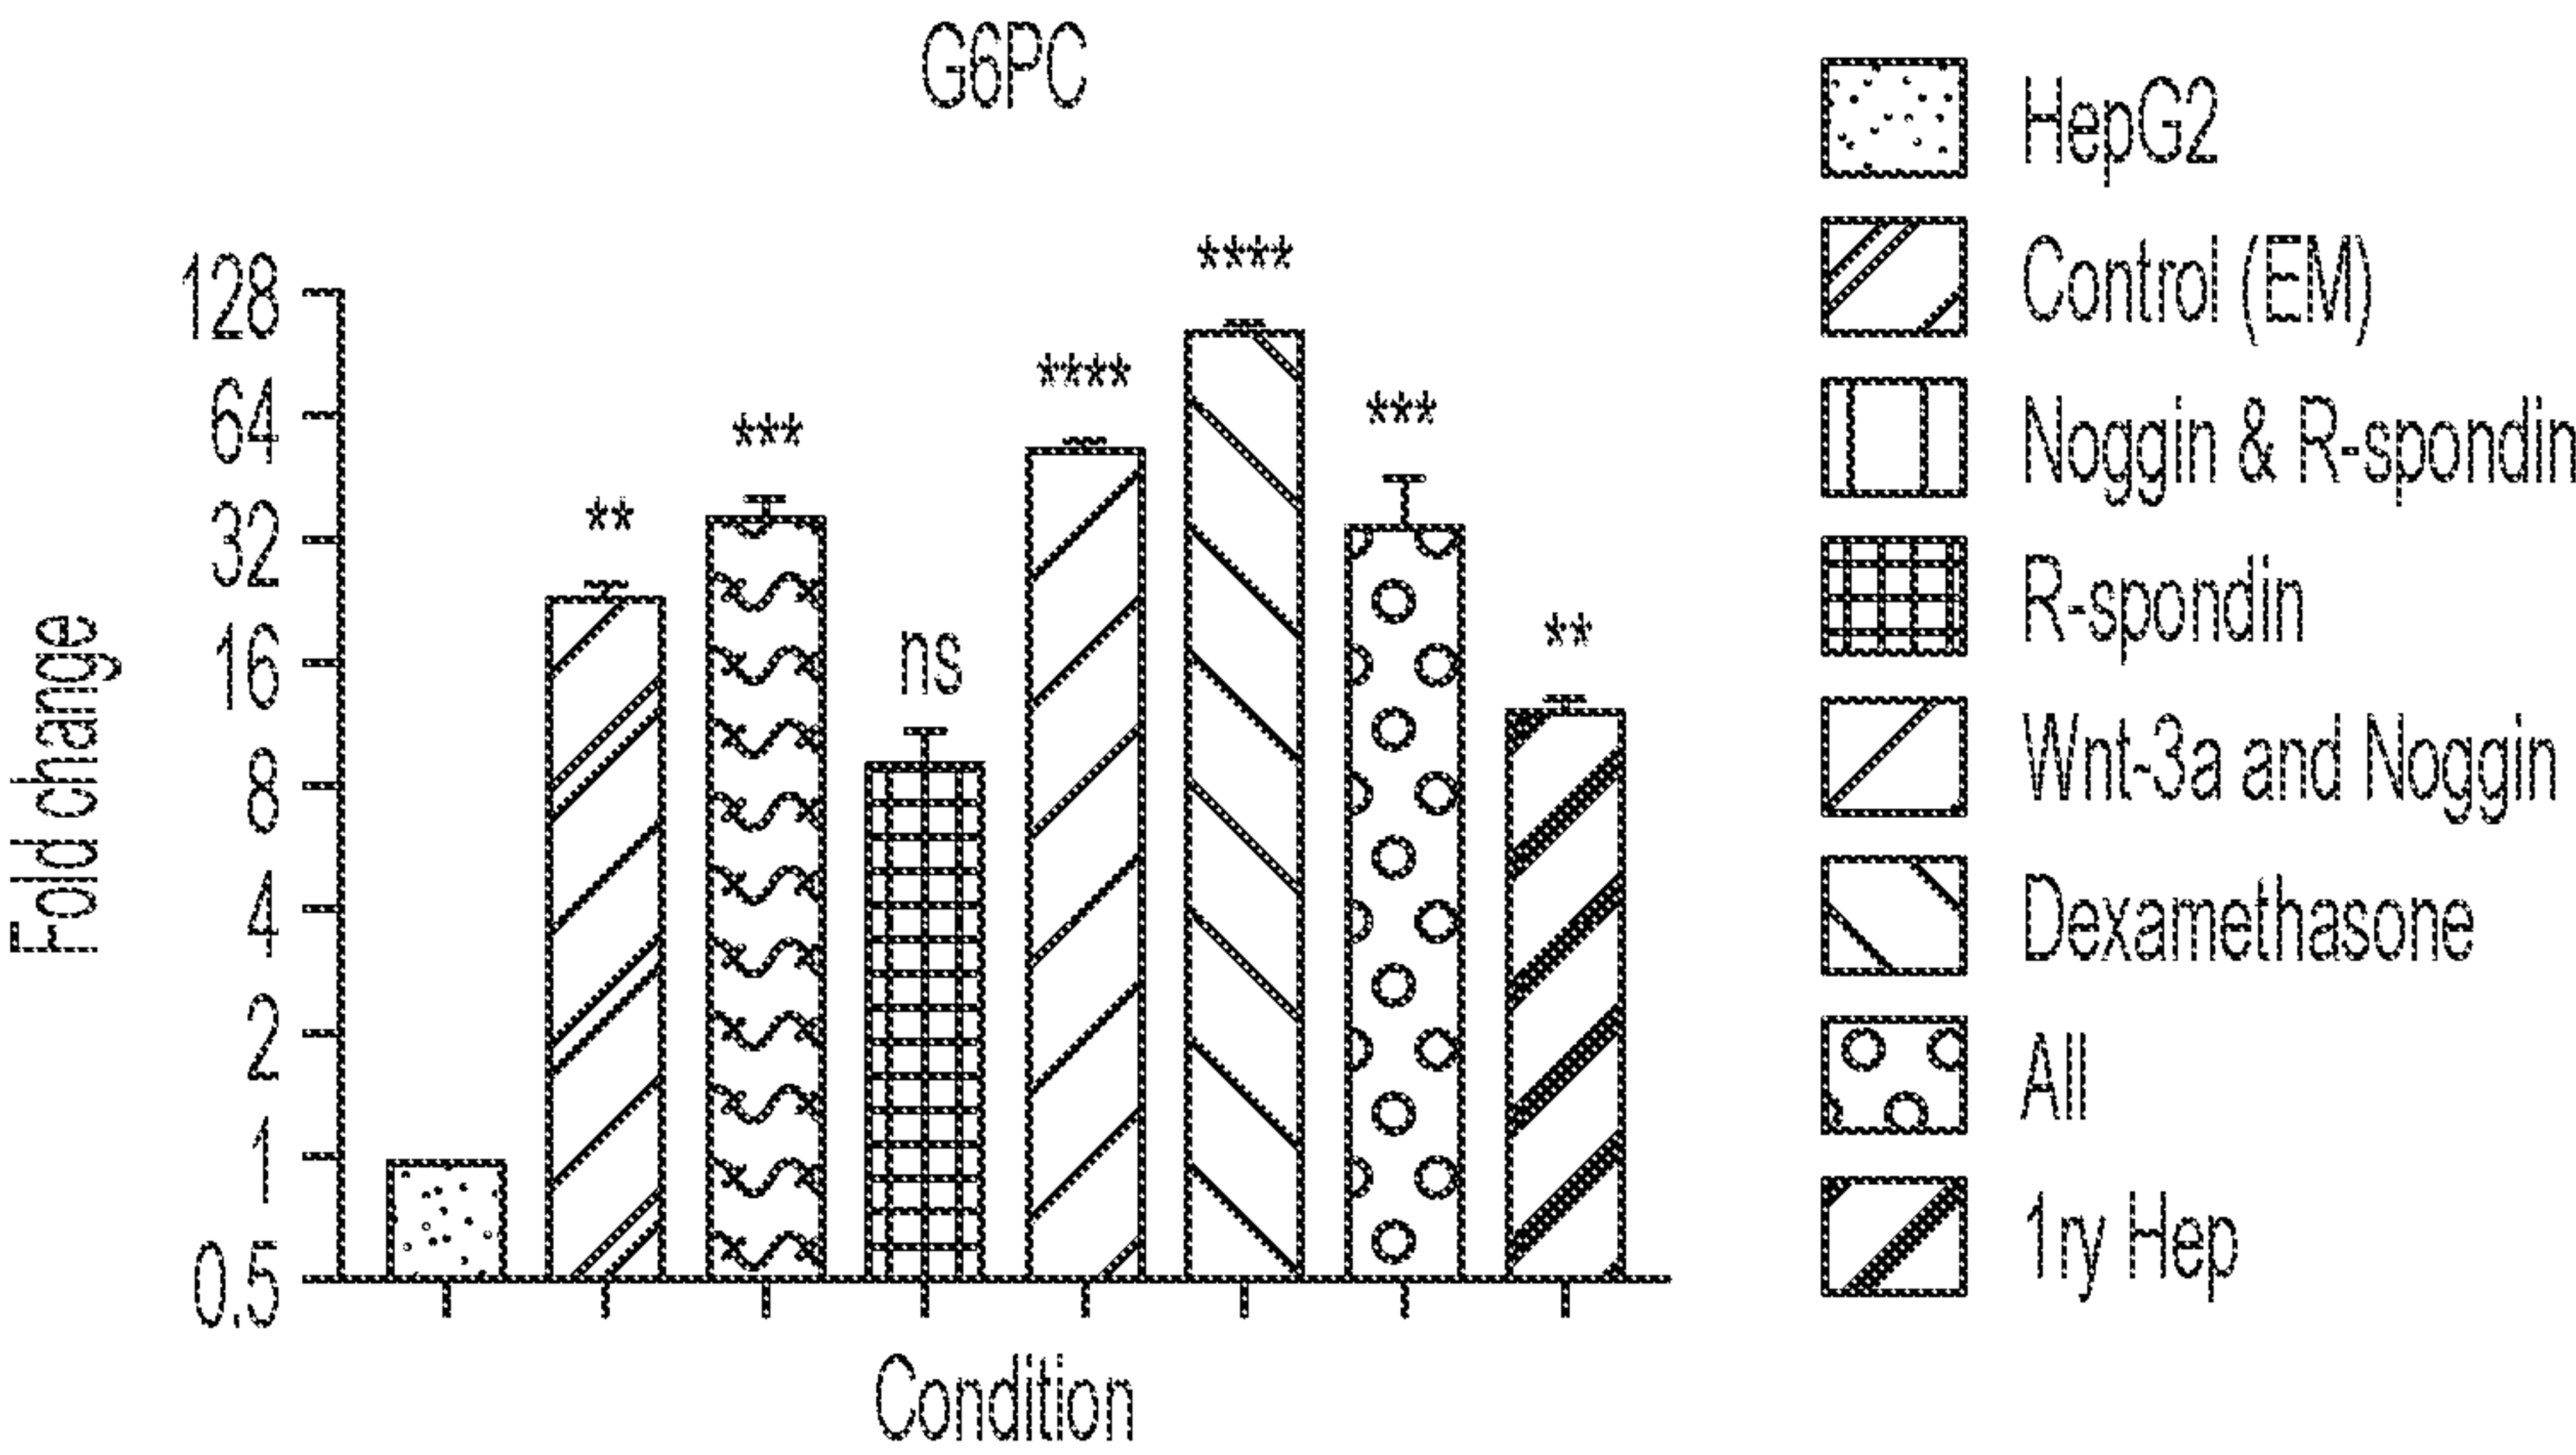 G6PC
Fold change
128
64
32
16
8
4
2
1
0.5
**
***
ns
****
****
***
**
Condition
HepG2
Control (EM)
Noggin & R-spondin
R-spondin
Wnt-3a and Noggin
Dexamethasone
All
1ry Hep